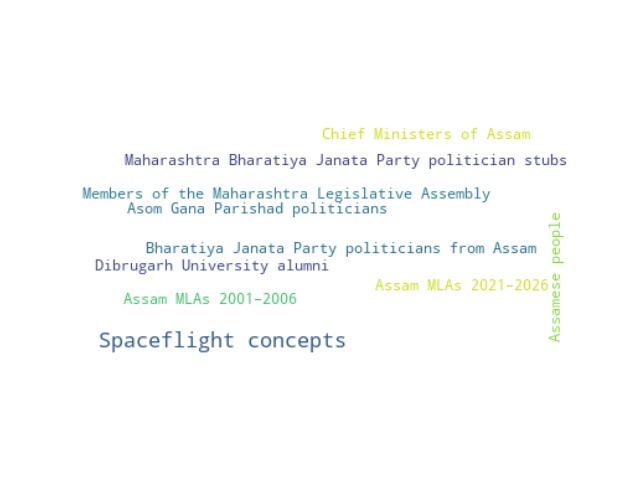 Chief Ministers of Assam
Maharashtra Bharatiya Janata Party politician stubs
Members of the Maharashtra Legislative Assembly
Asom Gana Parishad politicians
Bharatiya Janata Party politicians from Assam
Dibrugarh University alumni
Assam MLAs 2021–2026
Assam MLAs 2001–2006
Assamese people
Spaceflight concepts